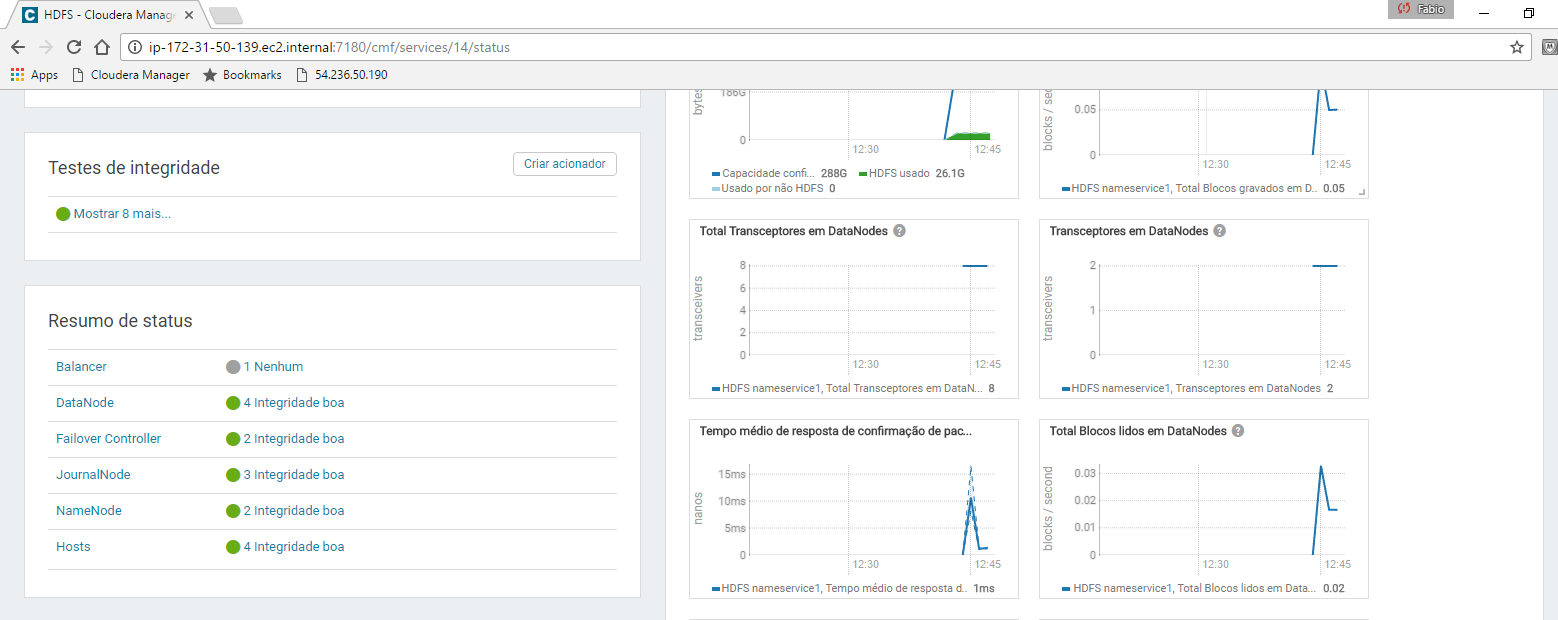 HDFS - Cloudera Manag
Fabio
ip-172-31-50-139.ec2.internal:7180/cmf/services/14/status
Apps Cloudera Manager Bookmarks 54.236.50.190
Testes de integridade
Criar acionador
Mostrar 8 mais...
Resumo de status
Balancer 1 Nenhum
DataNode 4 Integridade boa
Failover Controller 2 Integridade boa
JournalNode 3 Integridade boa
NameNode 2 Integridade boa
Hosts 4 Integridade boa
bytes
186G
0
12:30 12:45
Capacidade confi... 288G HDFS usado 26.1G
Usado por não HDFS 0
blocks / sec
0.05
0
12:30 12:45
HDFS nameservice1, Total Blocos gravados em D.. 0.05
Total Transceptores em DataNodes ?
transceivers
8
6
4
2
0
12:30 12:45
HDFS nameservice1, Total Transceptores em DataN... 8
Transceptores em DataNodes ?
transceivers
2
1
0
12:30 12:45
HDFS nameservice1, Transceptores em DataNodes 2
Tempo médio de resposta de confirmação de pac...
nanos
15ms
10ms
5ms
0
12:30 12:45
HDFS nameservice1, Tempo médio de resposta d.. 1ms
Total Blocos lidos em DataNodes ?
blocks / second
0.03
0.02
0.01
0
12:30 12:45
HDFS nameservice1, Total Blocos lidos em Data... 0.02